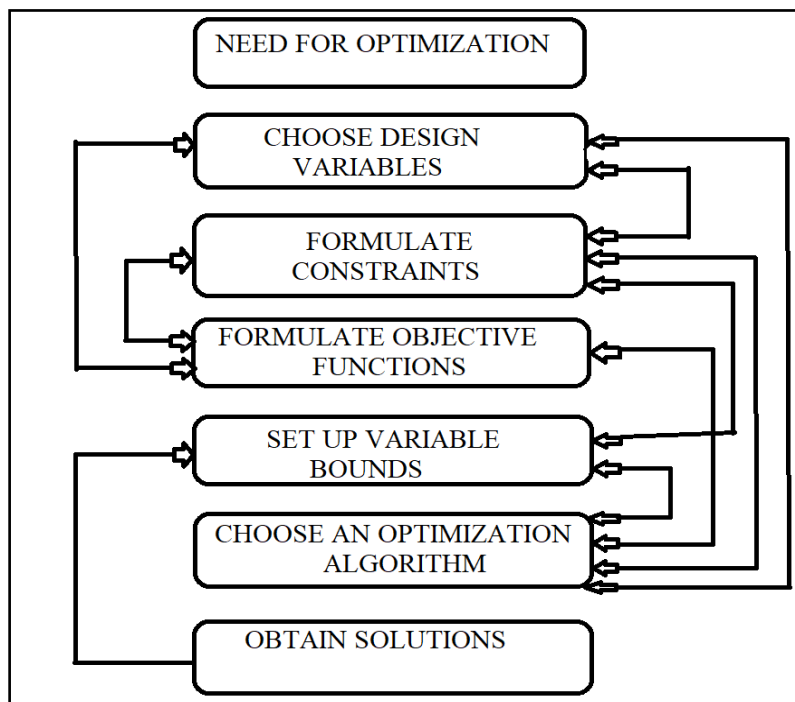 NEED FOR OPTIMIZATION
CHOOSE DESIGN
VARIABLES
FORMULATE
CONSTRAINTS
FORMULATE OBJECTIVE
FUNCTIONS
SET UP VARIABLE
BOUNDS
CHOOSE AN OPTIMIZATION
ALGORITHM
OBTAIN SOLUTIONS